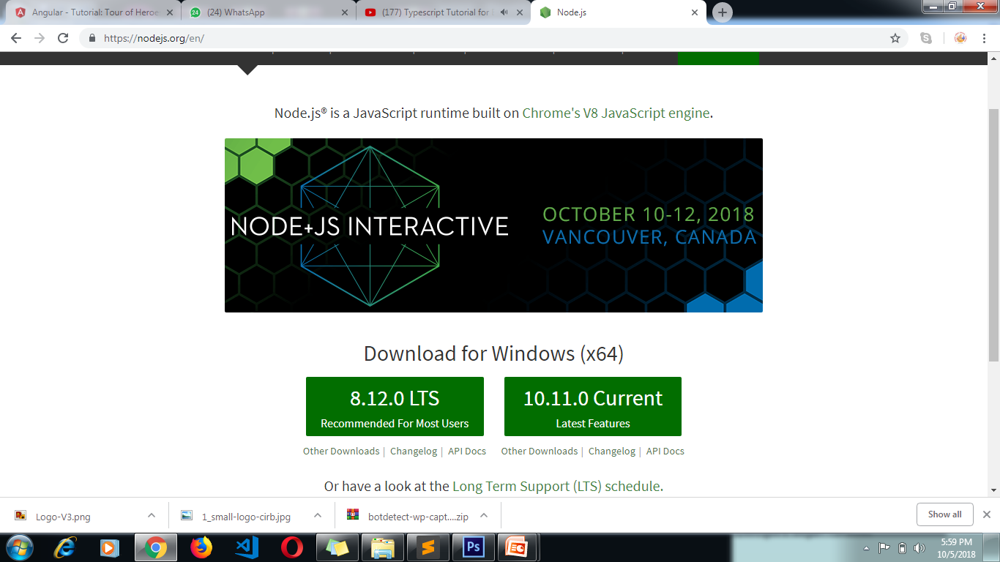 Angular - Tutorial: Tour of Heroe
(24) WhatsApp
(177) Typescript Tutorial for
Node.js
https://nodejs.org/en/
Node.js® is a JavaScript runtime built on Chrome's V8 JavaScript engine.
NODE+JS INTERACTIVE
OCTOBER 10-12, 2018
VANCOUVER, CANADA
Download for Windows (x64)
8.12.0 LTS
Recommended For Most Users
10.11.0 Current
Latest Features
Other Downloads | Changelog | API Docs
Other Downloads | Changelog | API Docs
Or have a look at the Long Term Support (LTS) schedule.
Logo-V3.png
1_small-logo-cirb.jpg
botdetect-wp-capt....zip
Show all
Ps
5:59 PM
10/5/2018